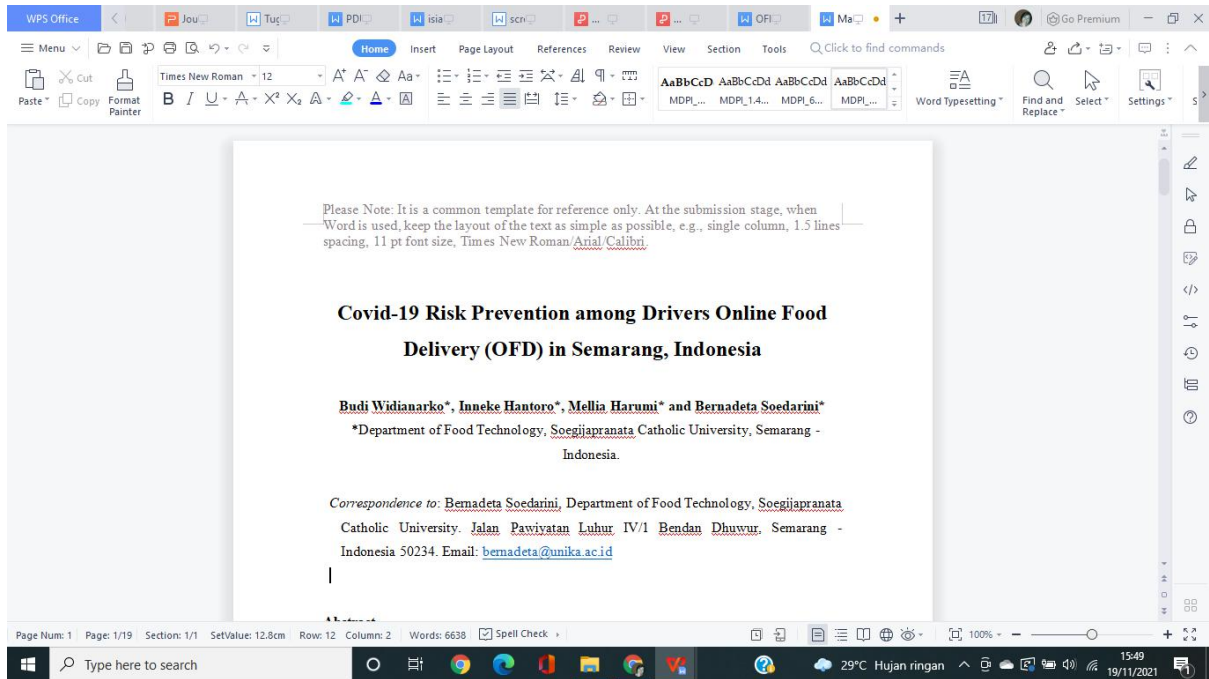 WPS Office
Jou
Tug
PDI
isia
scre
P ...
P ...
OFI
Ma
17
Go Premium
Menu
Home Insert Page Layout References Review View Section Tools Click to find commands
Paste Cut Copy Format Painter
Times New Roman 12
B I U A X² X₂ A A A
AaBbCcD AaBbCcDd AaBbCcDd AaBbCcDd
MDPI_... MDPI_1.4... MDPI_6... MDPI_...
Word Typesetting Find and Replace Select Settings S
Please Note: It is a common template for reference only. At the submission stage, when
Word is used, keep the layout of the text as simple as possible, e.g., single column, 1.5 lines
spacing, 11 pt font size, Times New Roman/Arial/Calibri.
Covid-19 Risk Prevention among Drivers Online Food
Delivery (OFD) in Semarang, Indonesia
Budi Widianarko*, Inneke Hantoro*, Mellia Harumi* and Bernadeta Soedarini*
*Department of Food Technology, Soegijapranata Catholic University, Semarang -
Indonesia.
Correspondence to: Bernadeta Soedarini, Department of Food Technology, Soegijapranata
Catholic University. Jalan Pawiyatan Luhur IV/1 Bendan Dhuwur, Semarang -
Indonesia 50234. Email: bernadeta@unika.ac.id
Abstract
Page Num: 1 Page: 1/19 Section: 1/1 SetValue: 12.8cm Row: 12 Column: 2 Words: 6638 Spell Check 100%
Type here to search
29°C Hujan ringan
15:49
19/11/2021